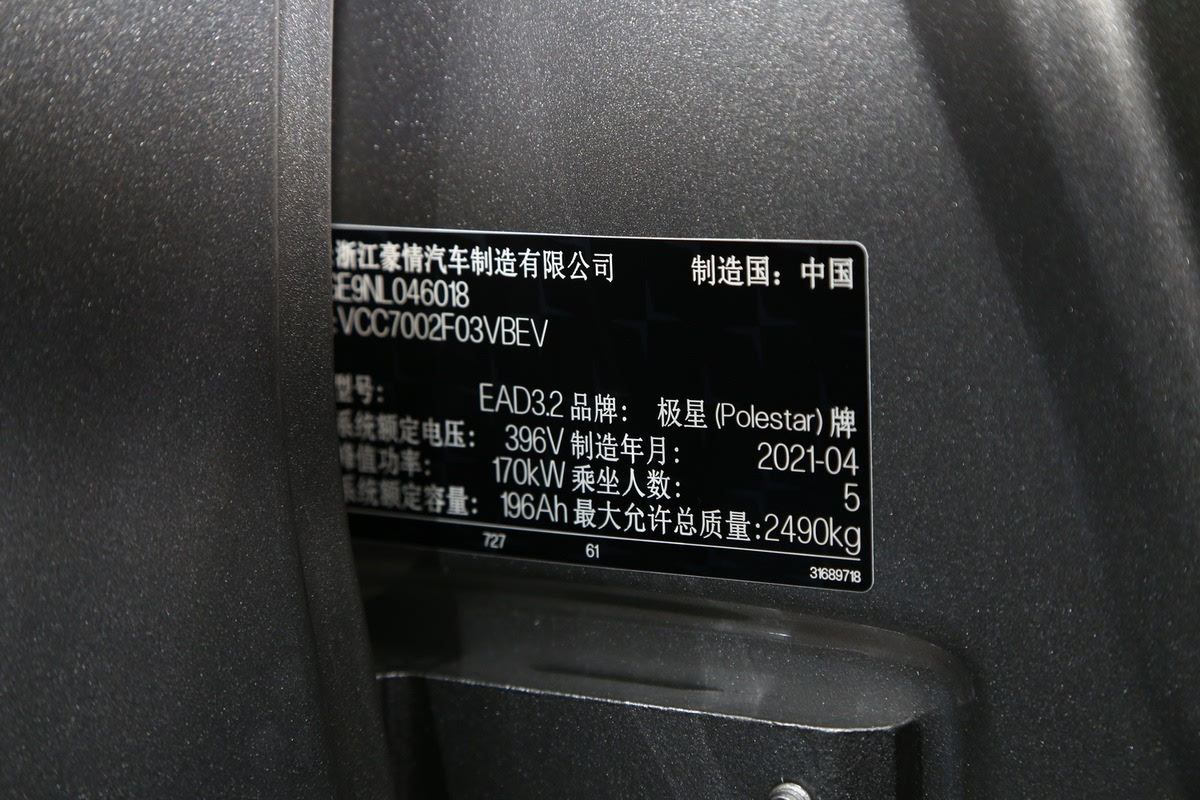 浙江豪情汽车制造有限公司 制造国：中国
E9NL046018
VCC7002F03VBEV
型号： EAD3.2 品牌： 极星 (Polestar) 牌
系统额定电压： 396V 制造年月： 2021-04
峰值功率： 170kW 乘坐人数： 5
系统额定容量： 196Ah 最大允许总质量：2490kg
727 61
31689718